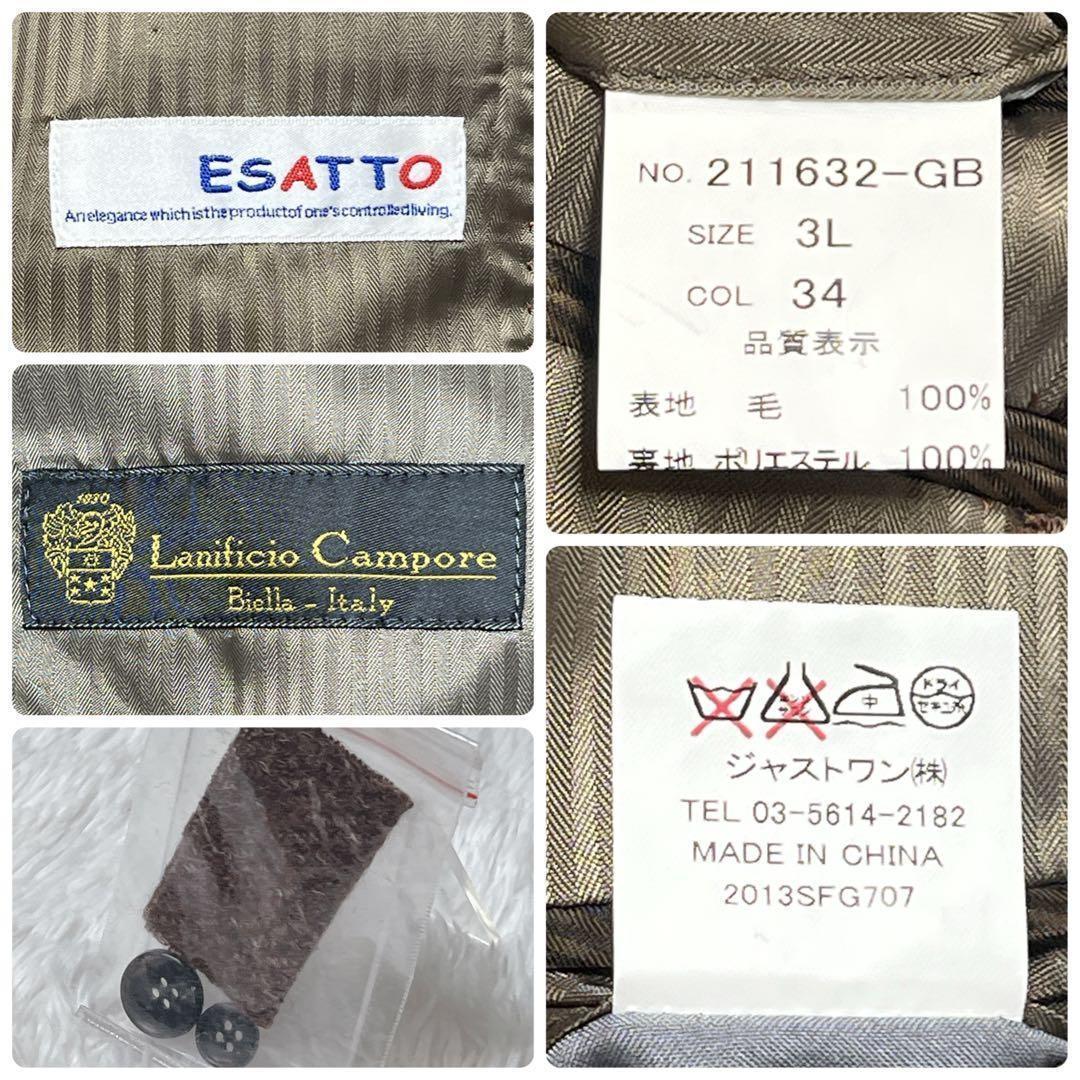 ESATTO
An elegance which is the product of one's controlled living.
NO. 211632-GB
SIZE 3L
COL 34
品質表示
表地 毛 100%
裏地 ポリエステル 100%
1830
Lanificio Campore
Biella - Italy
中
ドライ
セキユ系
ジャストワン㈱
TEL 03-5614-2182
MADE IN CHINA
2013SFG707